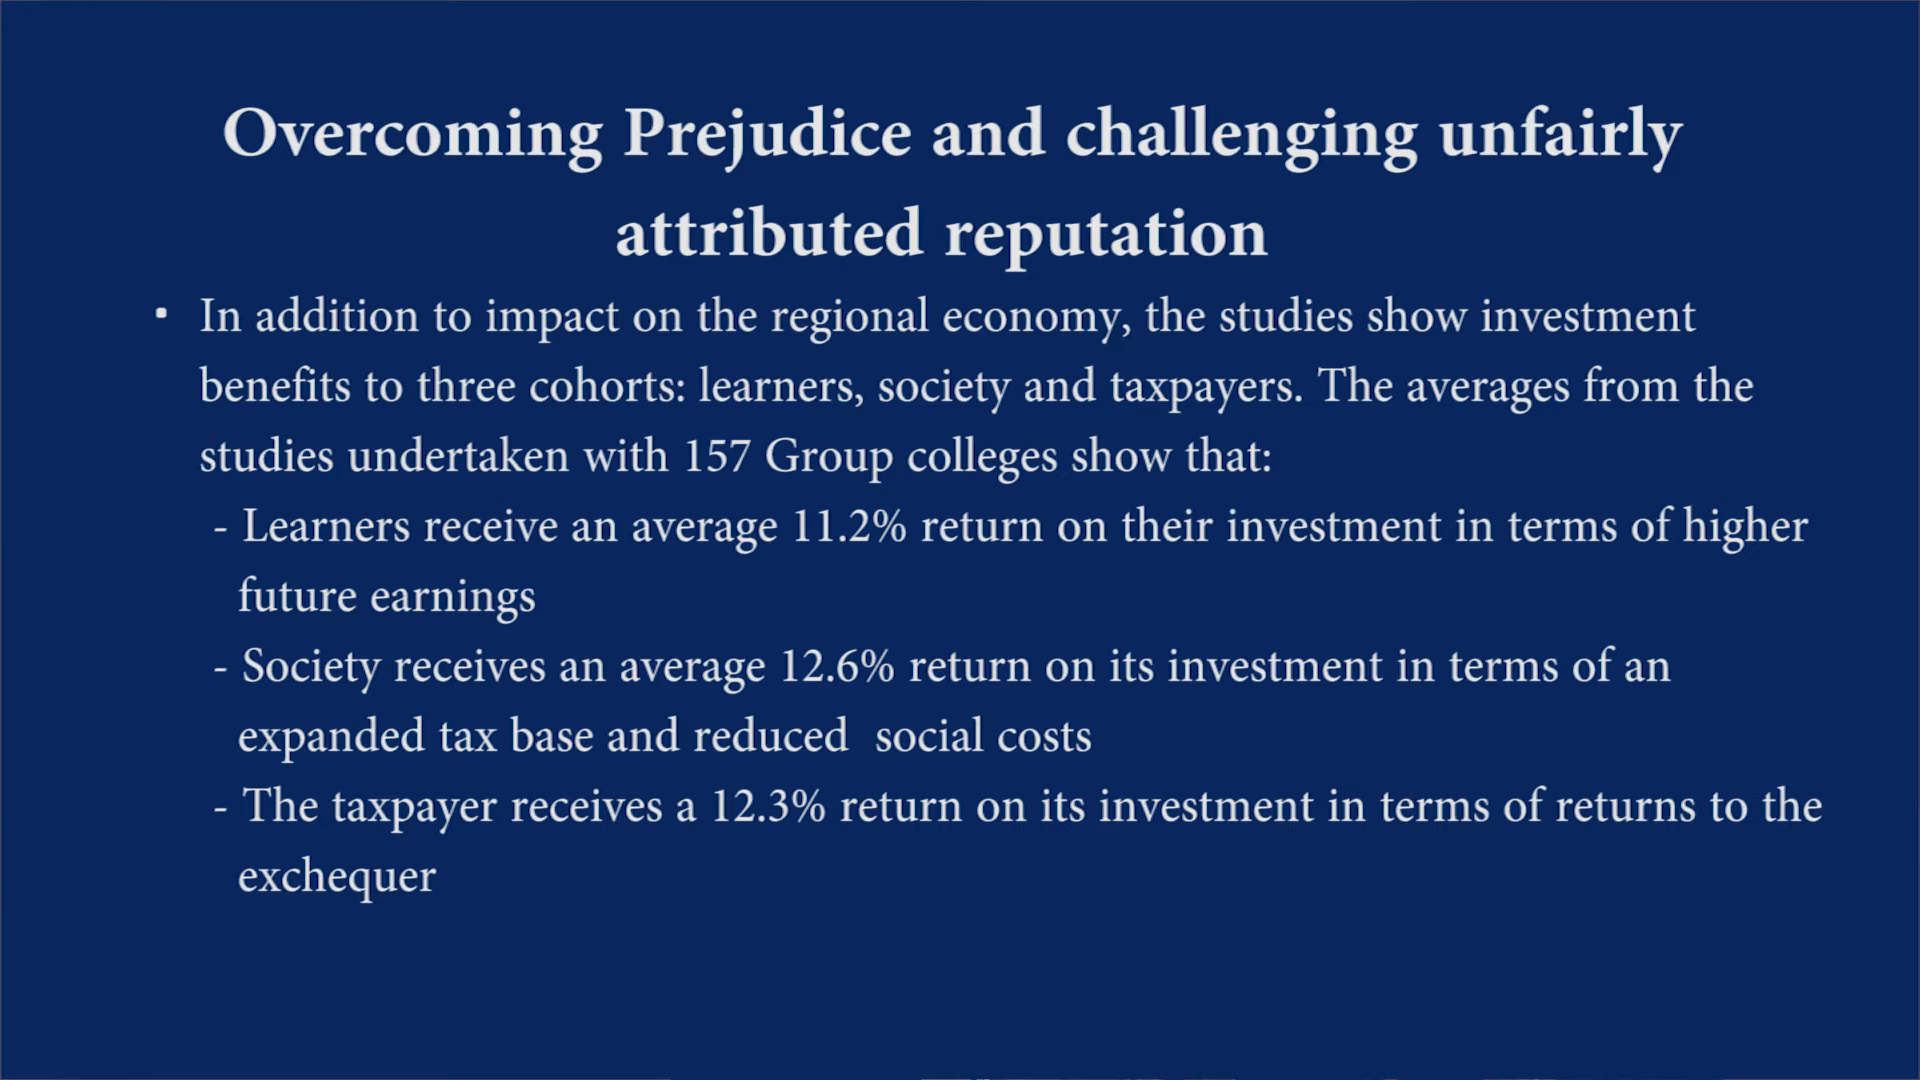 Overcoming Prejudice and challenging unfairly
attributed reputation
• In addition to impact on the regional economy, the studies show investment
benefits to three cohorts: learners, society and taxpayers. The averages from the
studies undertaken with 157 Group colleges show that:
- Learners receive an average 11.2% return on their investment in terms of higher
future earnings
- Society receives an average 12.6% return on its investment in terms of an
expanded tax base and reduced  social costs
- The taxpayer receives a 12.3% return on its investment in terms of returns to the
exchequer